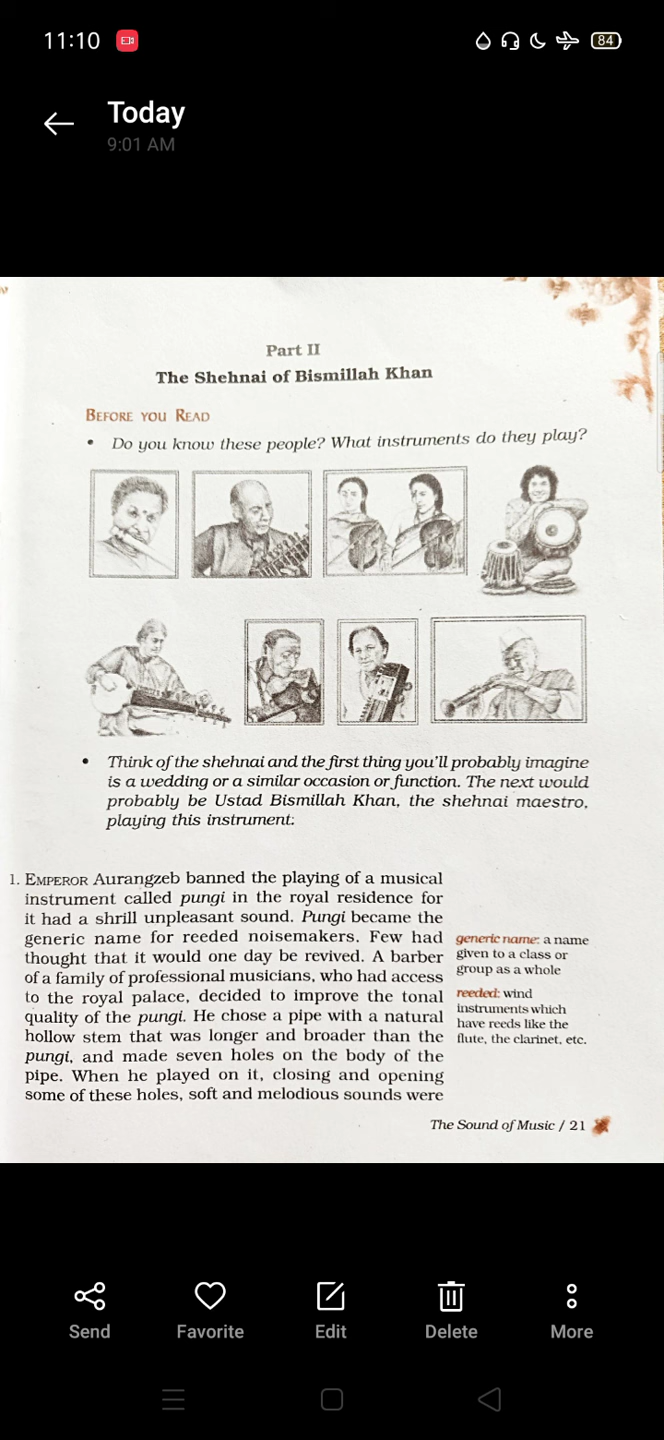 11:10
84
Today
9:01 AM
Part II
The Shehnai of Bismillah Khan
BEFORE YOU READ
• Do you know these people? What instruments do they play?
• Think of the shehnai and the first thing you'll probably imagine
is a wedding or a similar occasion or function. The next would
probably be Ustad Bismillah Khan, the shehnai maestro,
playing this instrument.
1. EMPEROR Aurangzeb banned the playing of a musical
instrument called pungi in the royal residence for
it had a shrill unpleasant sound. Pungi became the
generic name for reeded noisemakers. Few had
thought that it would one day be revived. A barber
of a family of professional musicians, who had access
to the royal palace, decided to improve the tonal
quality of the pungi. He chose a pipe with a natural
hollow stem that was longer and broader than the
pungi, and made seven holes on the body of the
pipe. When he played on it, closing and opening
some of these holes, soft and melodious sounds were
generic name: a name
given to a class or
group as a whole
reeded: wind
instruments which
have reeds like the
flute, the clarinet, etc.
The Sound of Music / 21
Send
Favorite
Edit
Delete
More